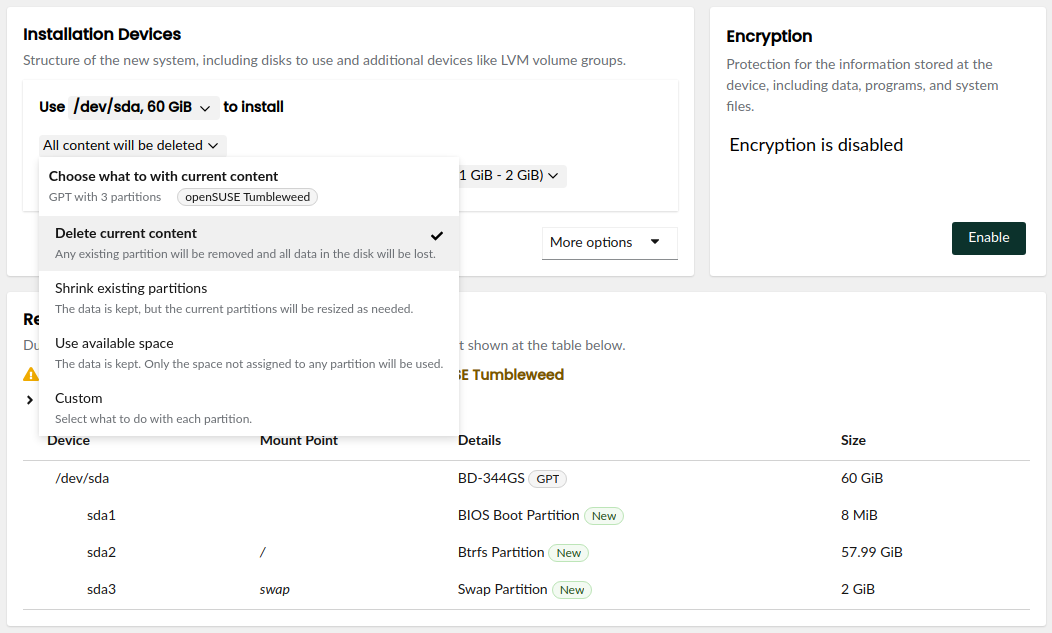 Installation Devices
Structure of the new system, including disks to use and additional devices like LVM volume groups.
Use /dev/sda, 60 GiB to install
All content will be deleted
Choose what to with current content
GPT with 3 partitions openSUSE Tumbleweed
1 GiB - 2 GiB)
Delete current content
Any existing partition will be removed and all data in the disk will be lost.
Shrink existing partitions
The data is kept, but the current partitions will be resized as needed.
Use available space
The data is kept. Only the space not assigned to any partition will be used.
Custom
Select what to do with each partition.
More options
Encryption
Protection for the information stored at the
device, including data, programs, and system
files.
Encryption is disabled
Enable
t shown at the table below.
SE Tumbleweed
Device Mount Point Details Size
/dev/sda BD-344GS GPT 60 GiB
sda1 BIOS Boot Partition New 8 MiB
sda2 / Btrfs Partition New 57.99 GiB
sda3 swap Swap Partition New 2 GiB